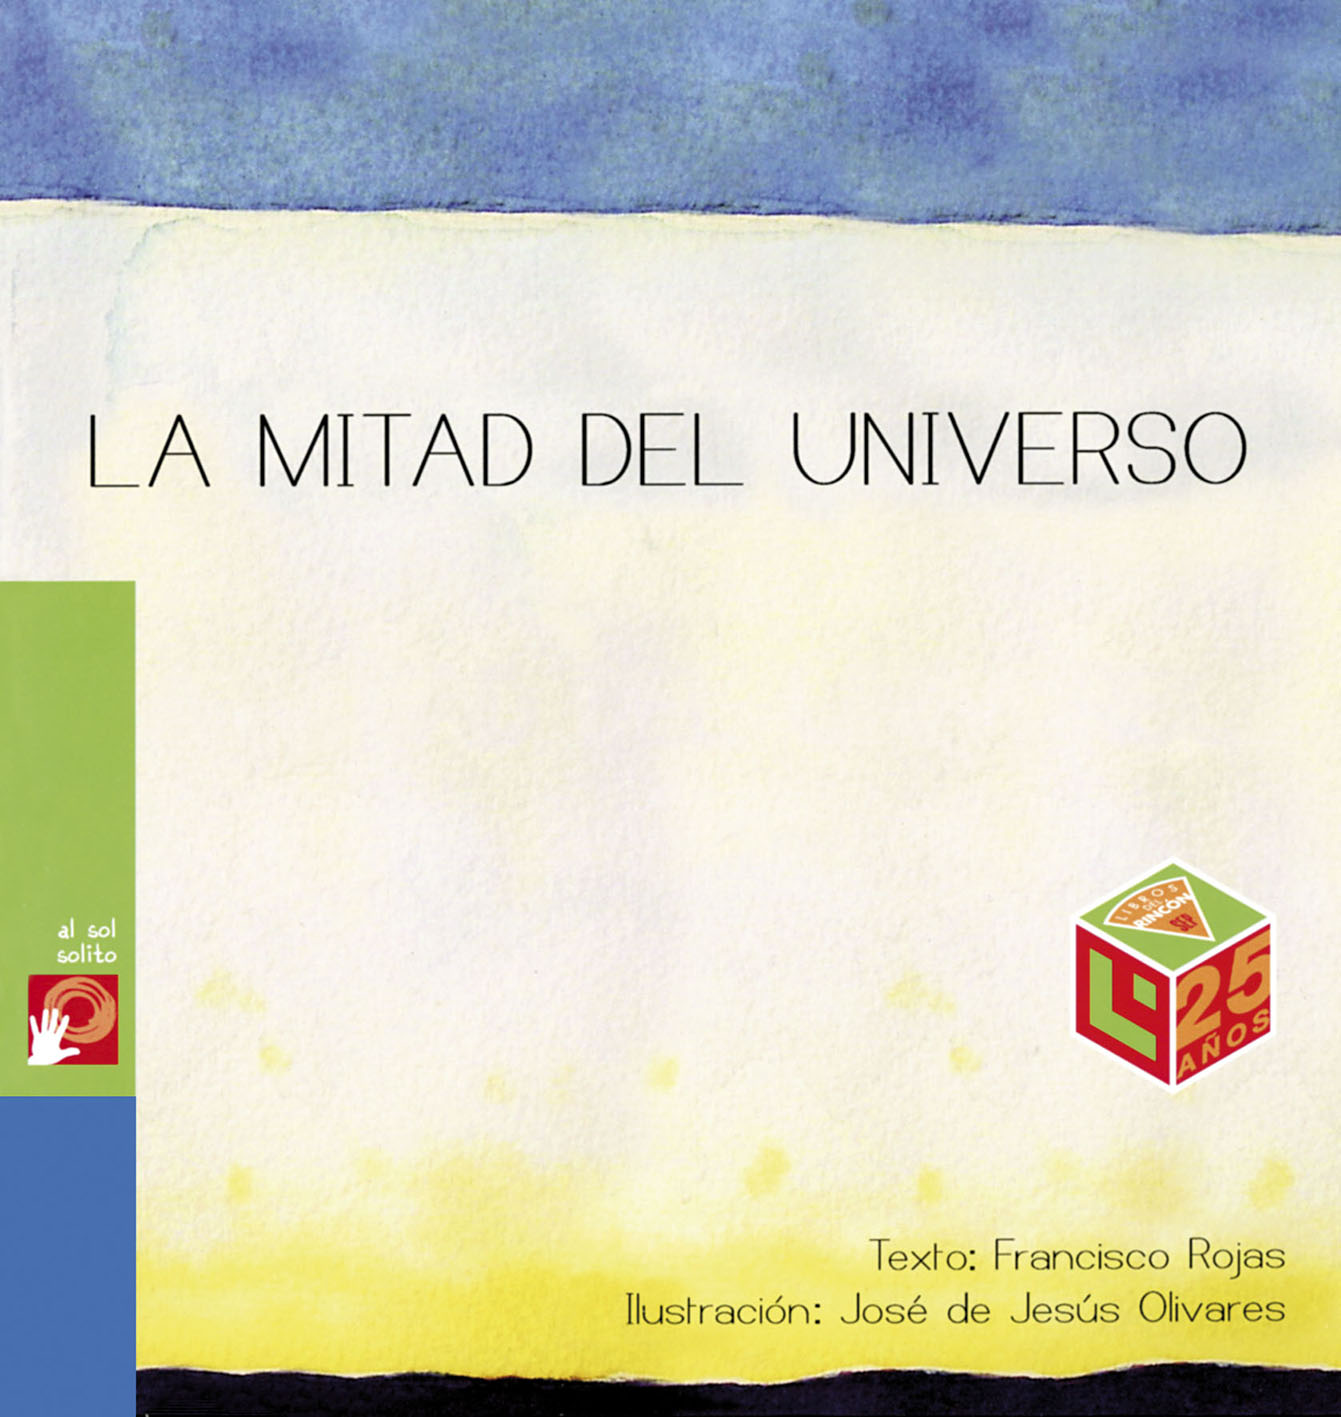 LA MITAD DEL UNIVERSO
al sol
solito
LIBROS
DEL
RINCÓN
SEP
25
AÑOS
Texto: Francisco Rojas
Ilustración: José de Jesús Olivares